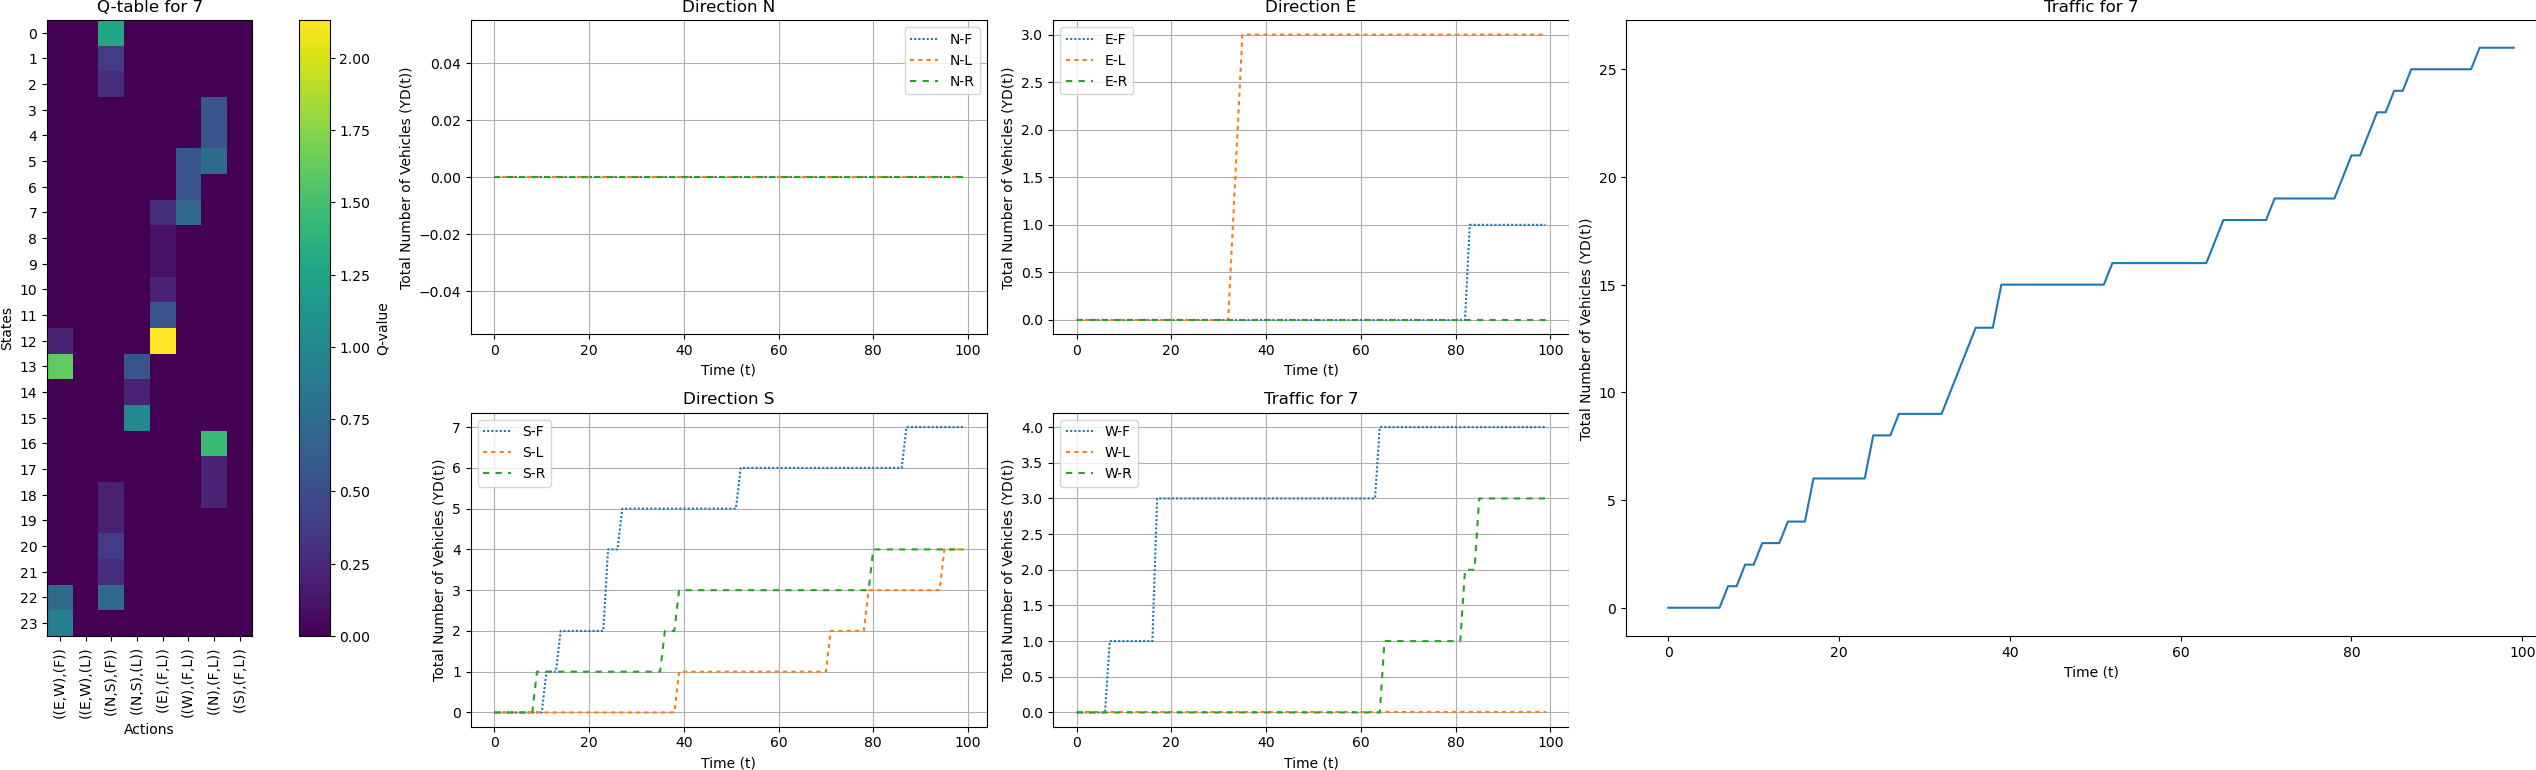 Q-table for 7
0
1
2
3
4
5
6
7
8
9
10
11
12
13
14
15
16
17
18
19
20
21
22
23
States
((E,W),(F))
((E,W),(L))
((N,S),(F))
((N,S),(L))
((E),(F,L))
((W),(F,L))
((N),(F,L))
((S),(F,L))
Actions
2.00
1.75
1.50
1.25
1.00
0.75
0.50
0.25
0.00
Q-value
Direction N
N-F
N-L
N-R
0.04
0.02
0.00
−0.02
−0.04
Total Number of Vehicles (YD(t))
0 20 40 60 80 100
Time (t)
Direction E
E-F
E-L
E-R
3.0
2.5
2.0
1.5
1.0
0.5
0.0
Total Number of Vehicles (YD(t))
0 20 40 60 80 100
Time (t)
Direction S
S-F
S-L
S-R
7
6
5
4
3
2
1
0
Total Number of Vehicles (YD(t))
0 20 40 60 80 100
Time (t)
Traffic for 7
W-F
W-L
W-R
4.0
3.5
3.0
2.5
2.0
1.5
1.0
0.5
0.0
Total Number of Vehicles (YD(t))
0 20 40 60 80 100
Time (t)
Traffic for 7
25
20
15
10
5
0
Total Number of Vehicles (YD(t))
0 20 40 60 80 100
Time (t)